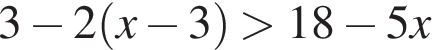 3 − 2(x − 3) > 18 − 5x